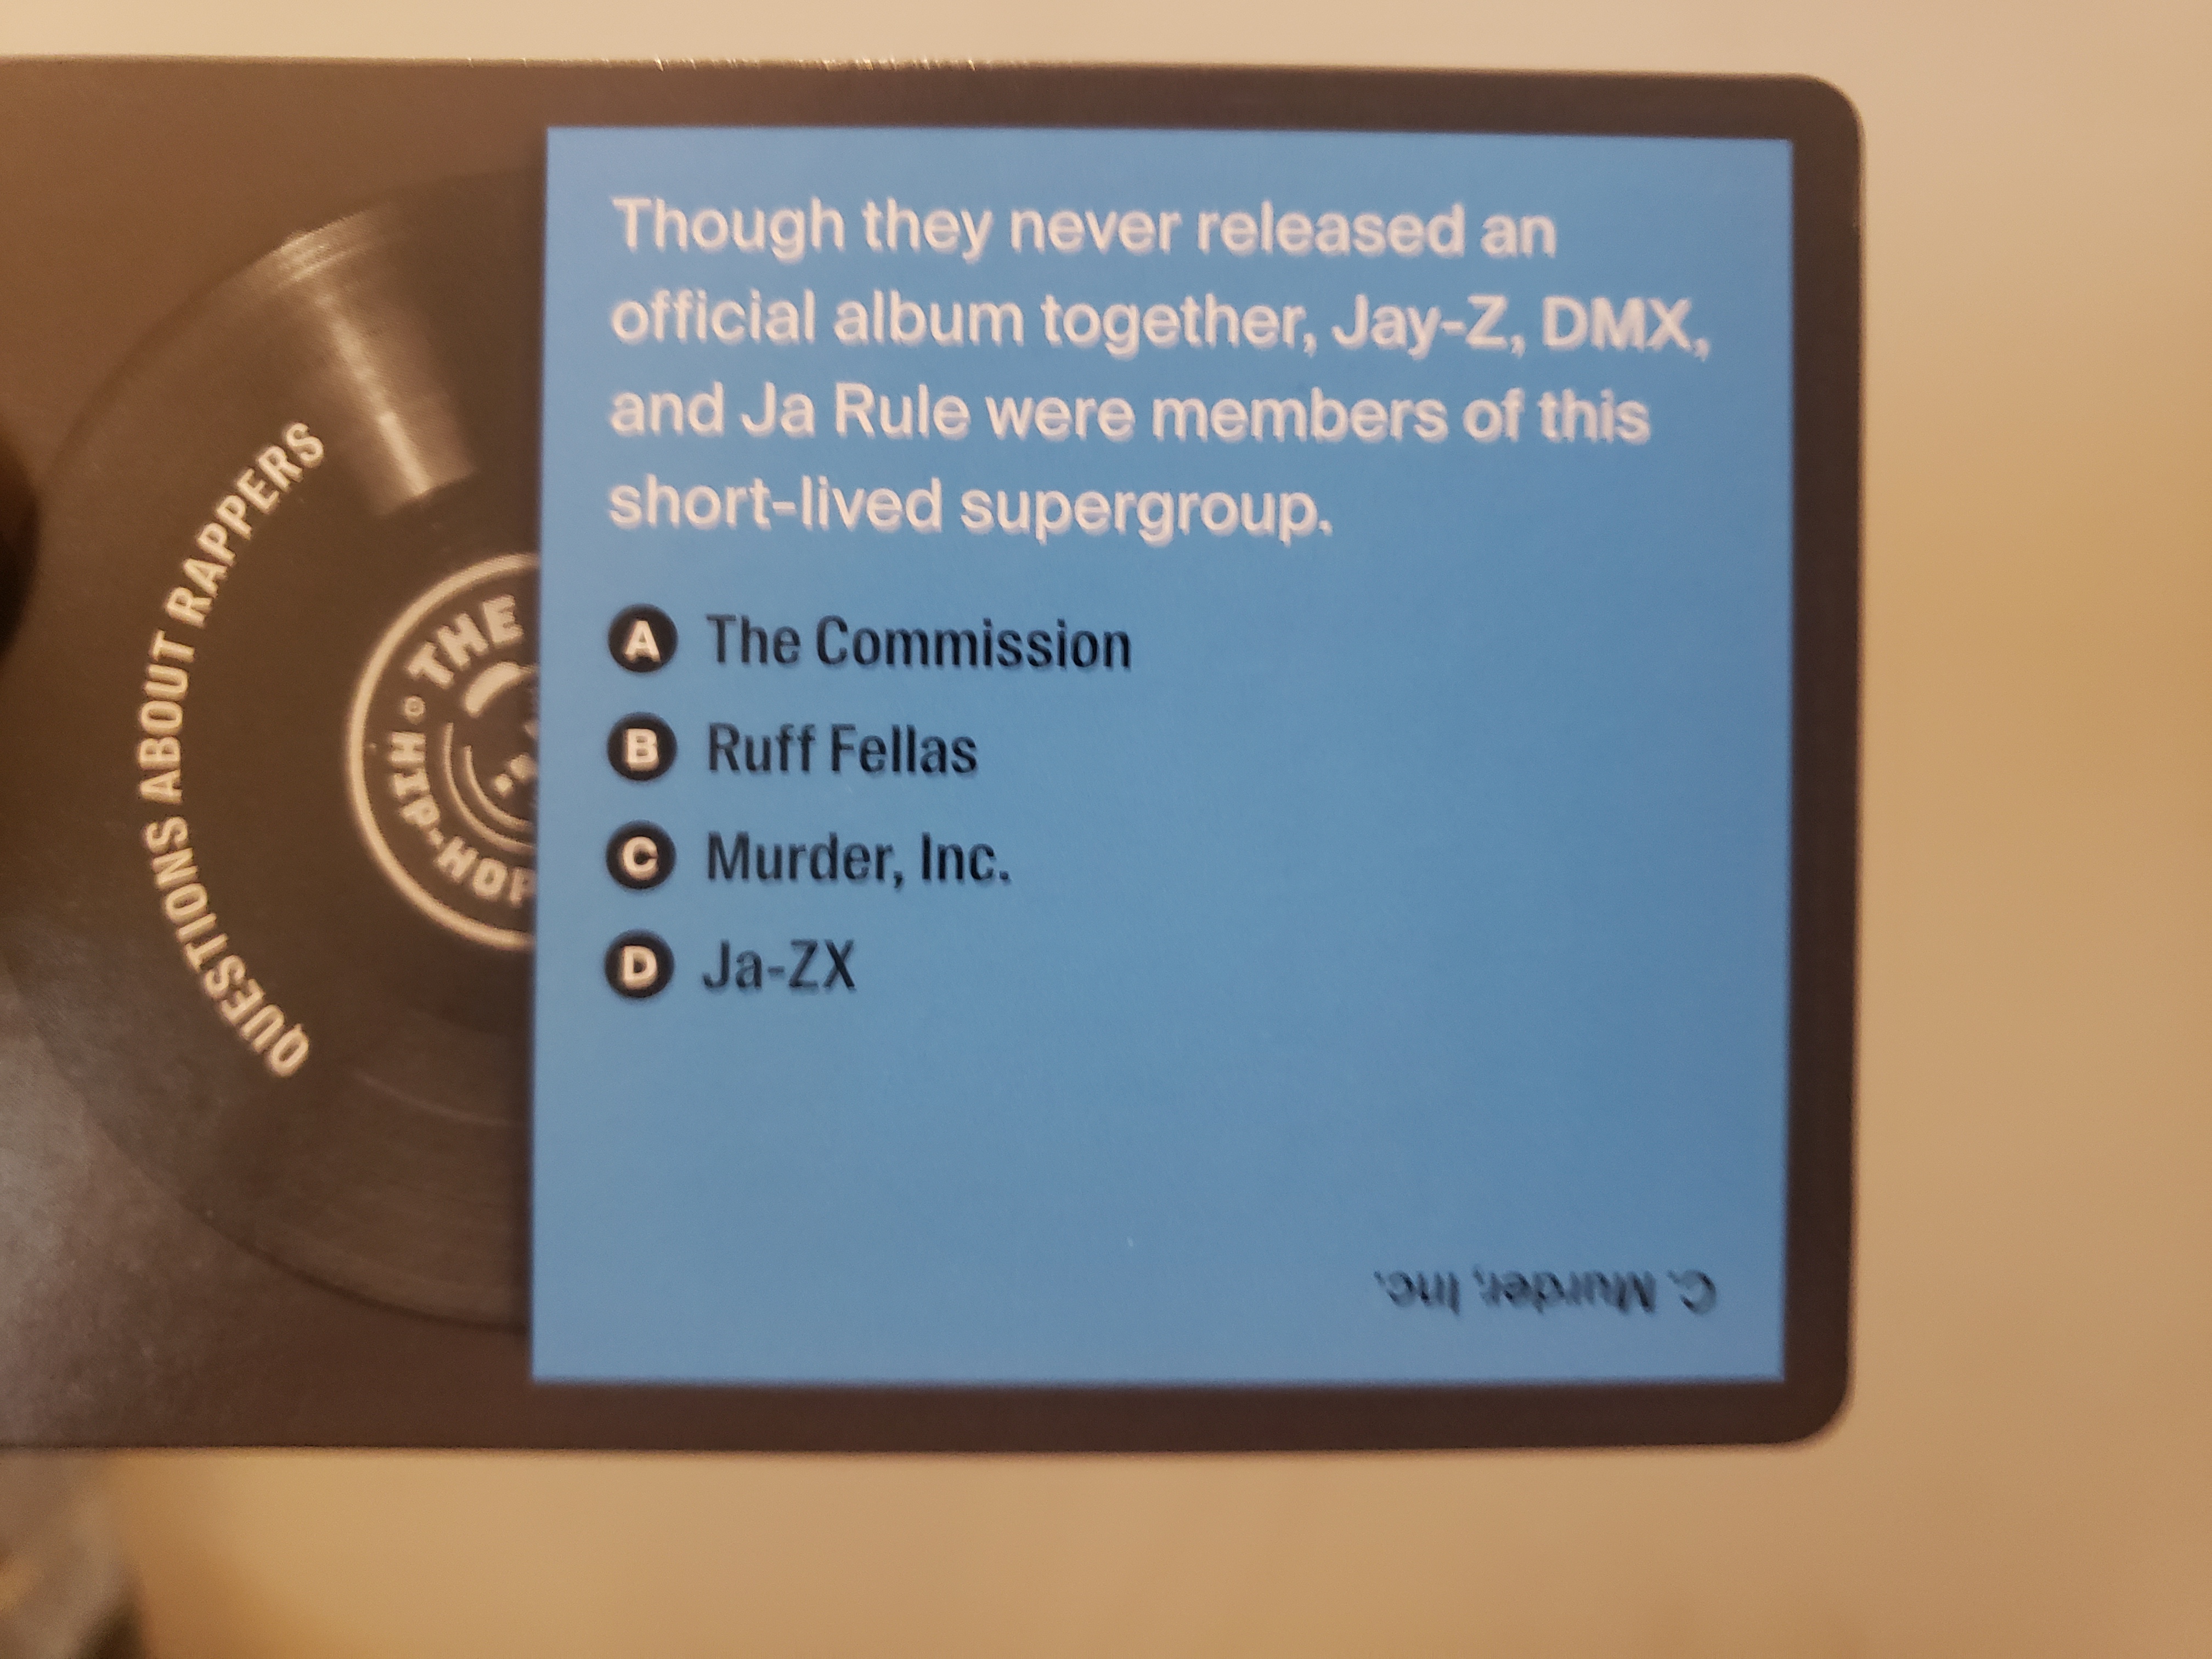 QUESTIONS ABOUT RAPPERS
THE
HIP-HOP
Though they never released an
official album together, Jay-Z, DMX,
and Ja Rule were members of this
short-lived supergroup.
A The Commission
B Ruff Fellas
C Murder, Inc.
D Ja-ZX
C. Murder, Inc.